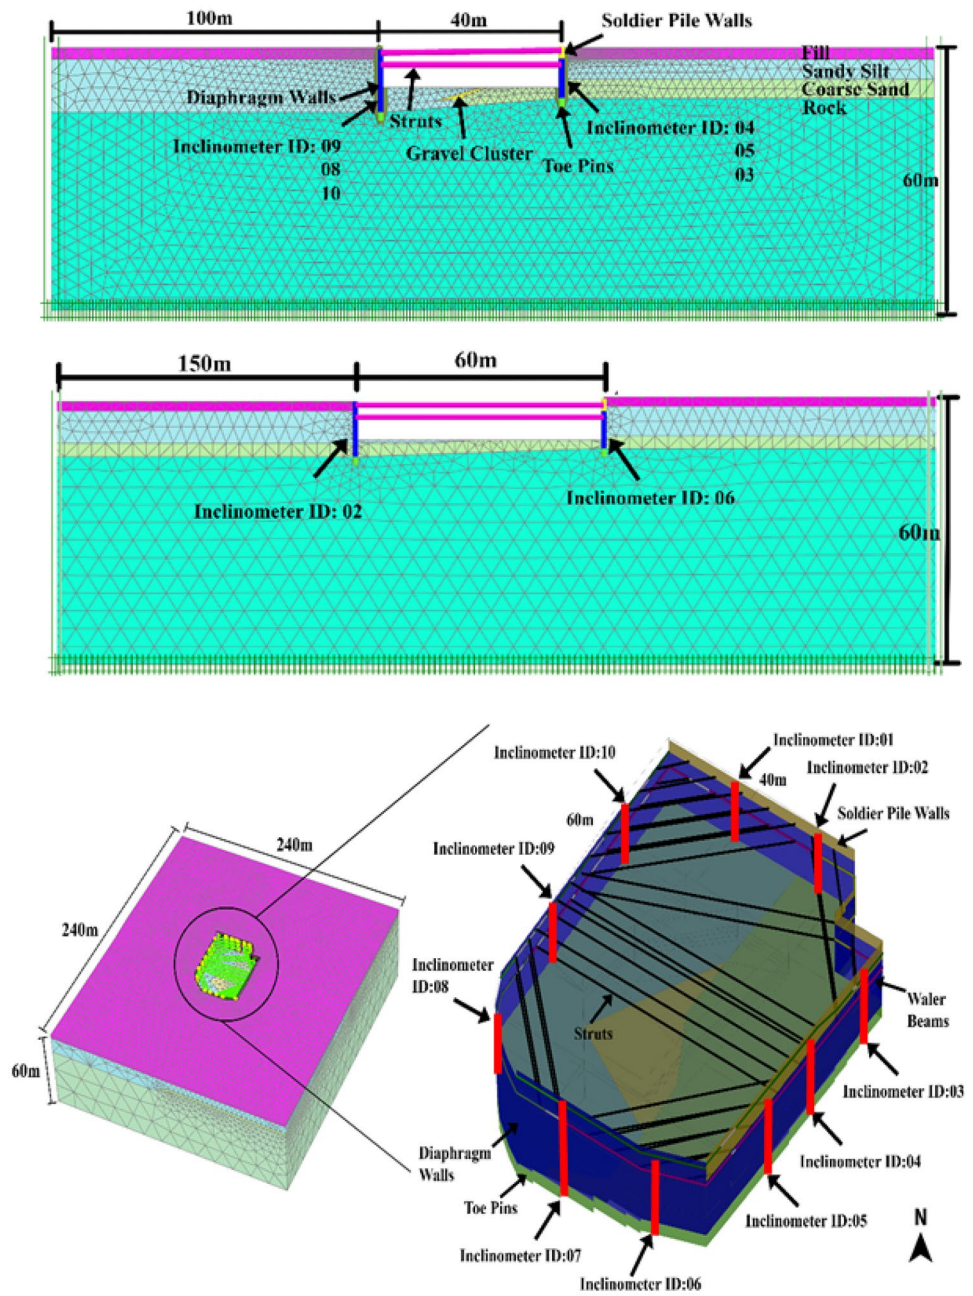 100m
40m
Soldier Pile Walls
Fill
Sandy Silt
Coarse Sand
Rock
Diaphragm Walls
Struts
Inclinometer ID: 09
08
10
Gravel Cluster
Toe Pins
Inclinometer ID: 04
05
03
60m
150m
60m
Inclinometer ID: 02
Inclinometer ID: 06
60m
240m
240m
60m
Inclinometer ID:10
Inclinometer ID:01
40m
Inclinometer ID:02
60m
Soldier Pile Walls
Inclinometer ID:09
Inclinometer
ID:08
Struts
Waler
Beams
Inclinometer ID:03
Diaphragm
Walls
Inclinometer ID:04
Toe Pins
Inclinometer ID:05
Inclinometer ID:07
Inclinometer ID:06
N